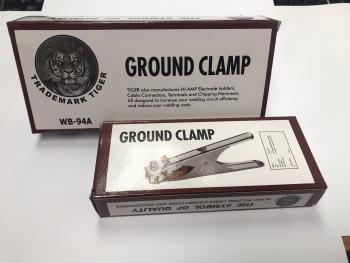 TRADEMARK TIGER
WB-94A
GROUND CLAMP
TIGER also manufactures HI-AMP Electrode holders,
Cable Connectors, Terminals and Chipping Hammers.
All designed to increase your welding circuit efficiency
and reduce your welding costs.
GROUND CLAMP
THE SYMBOL OF QUALITY